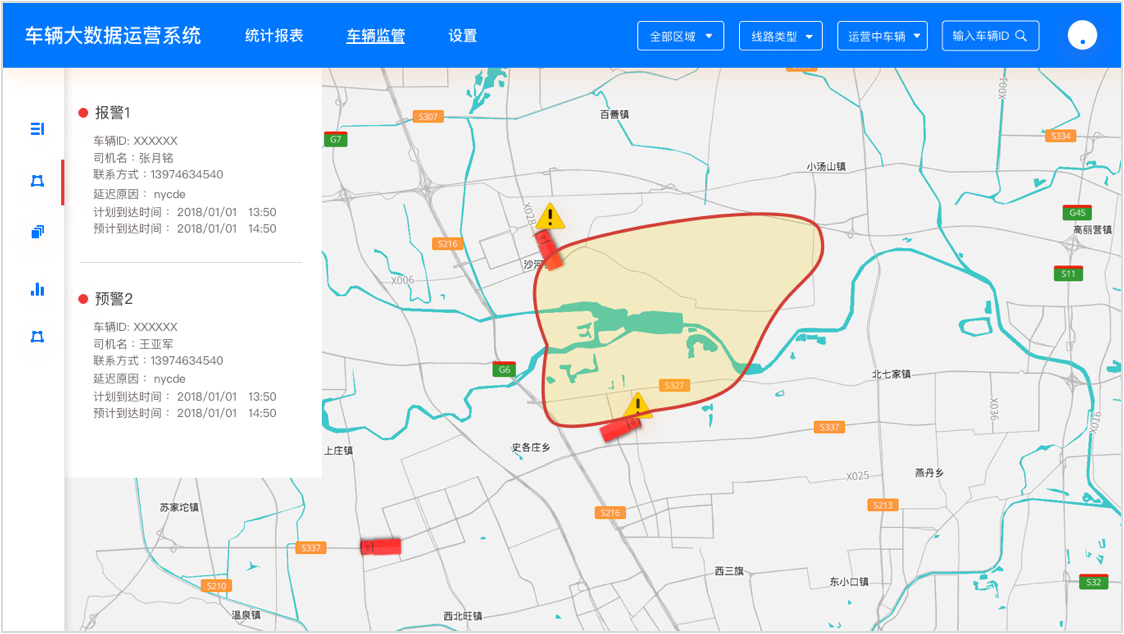 车辆大数据运营系统
统计报表
车辆监管
设置
全部区域
线路类型
运营中车辆
输入车辆ID
报警1
车辆ID: XXXXXX
司机名：张月铭
联系方式：13974634540
延迟原因： nycde
计划到达时间： 2018/01/01 13:50
预计到达时间： 2018/01/01 14:50
预警2
车辆ID: XXXXXX
司机名：王亚军
联系方式：13974634540
延迟原因： nycde
计划到达时间： 2018/01/01 13:50
预计到达时间： 2018/01/01 14:50
X001
S307
百善镇
G7
S334
小汤山镇
X028
G45
高丽营镇
S216
沙河
S11
X006
G6
北七家镇
S327
X036
X016
S337
上庄镇
史各庄乡
燕丹乡
X025
苏家坨镇
S216
S213
S337
西三旗
东小口镇
S32
S210
温泉镇
西北旺镇